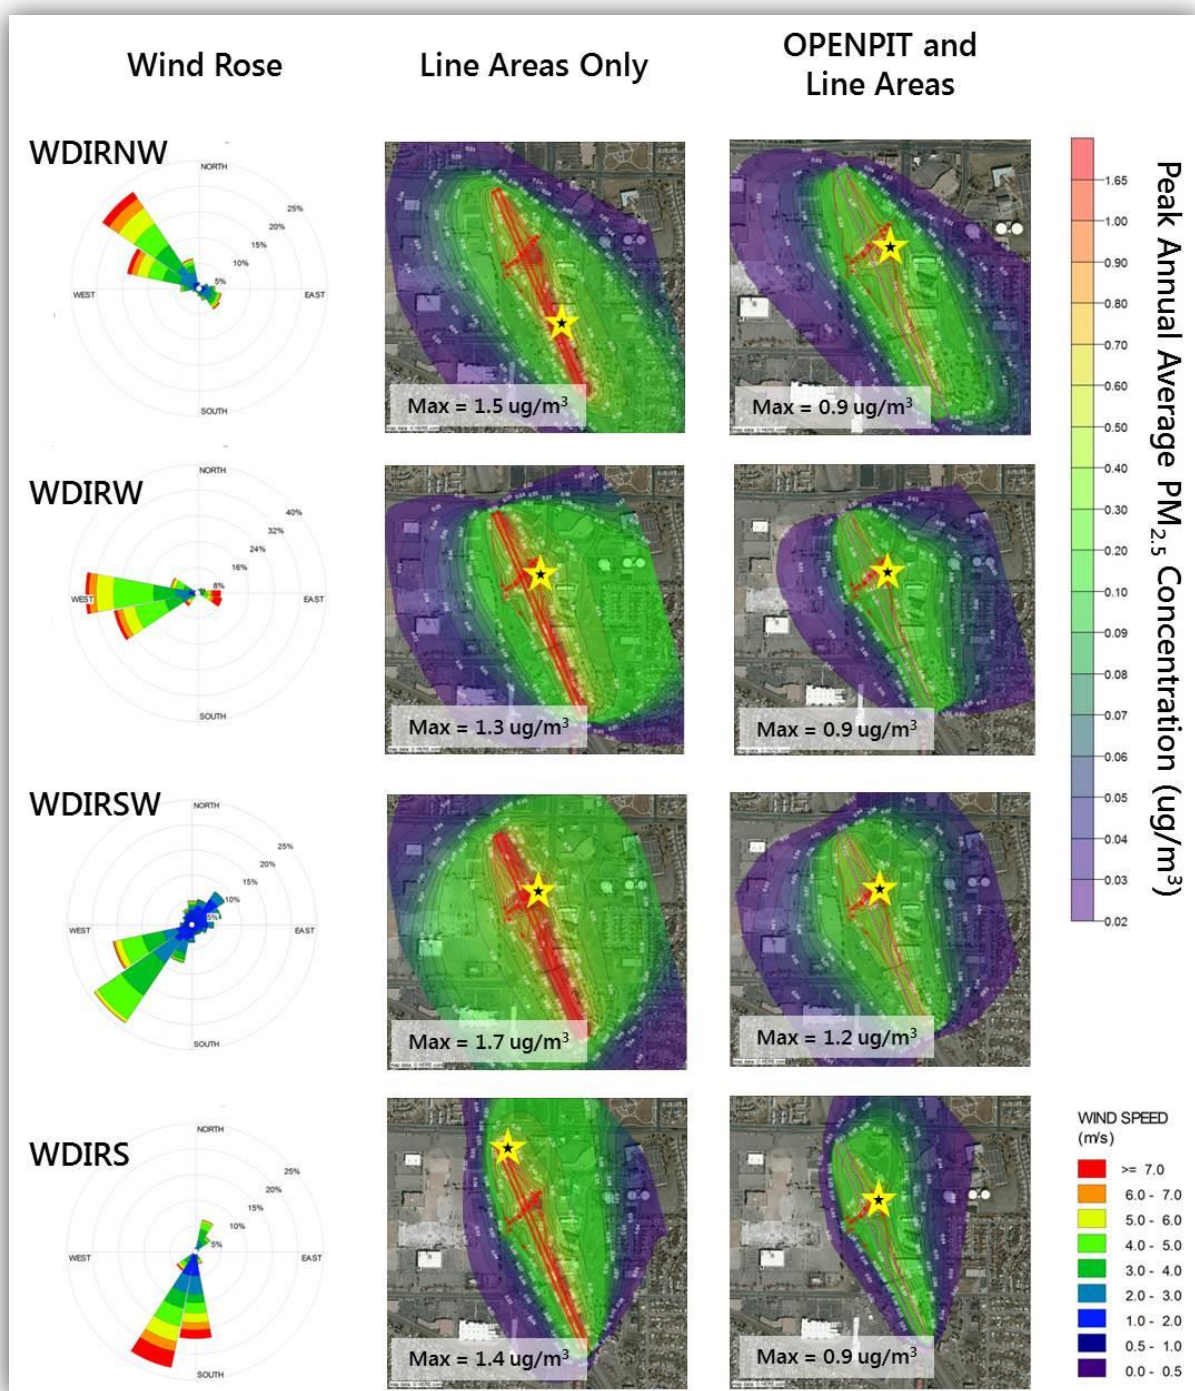 Wind Rose
Line Areas Only
OPENPIT and
Line Areas
WDIRNW
NORTH
25%
20%
15%
10%
5%
WEST
EAST
SOUTH
Max = 1.5 ug/m³
Max = 0.9 ug/m³
WDIRW
NORTH
40%
32%
24%
16%
8%
WEST
EAST
SOUTH
Max = 1.3 ug/m³
Max = 0.9 ug/m³
WDIRSW
NORTH
25%
20%
15%
10%
5%
WEST
EAST
SOUTH
Max = 1.7 ug/m³
Max = 1.2 ug/m³
WDIRS
NORTH
25%
20%
15%
10%
5%
WEST
EAST
SOUTH
Max = 1.4 ug/m³
Max = 0.9 ug/m³
1.65
1.00
0.90
0.80
0.70
0.60
0.50
0.40
0.30
0.20
0.10
0.09
0.08
0.07
0.06
0.05
0.04
0.03
0.02
Peak Annual Average PM₂.₅ Concentration (ug/m³)
WIND SPEED
(m/s)
>= 7.0
6.0 - 7.0
5.0 - 6.0
4.0 - 5.0
3.0 - 4.0
2.0 - 3.0
1.0 - 2.0
0.5 - 1.0
0.0 - 0.5